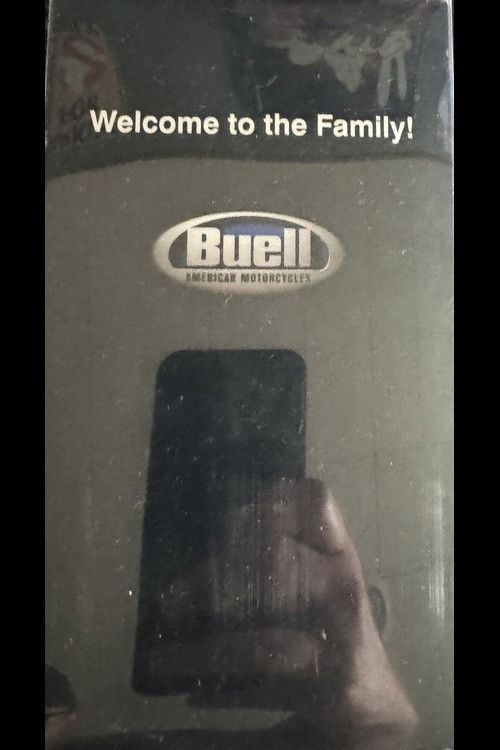 Welcome to the Family!
Buell
AMERICAN MOTORCYCLES